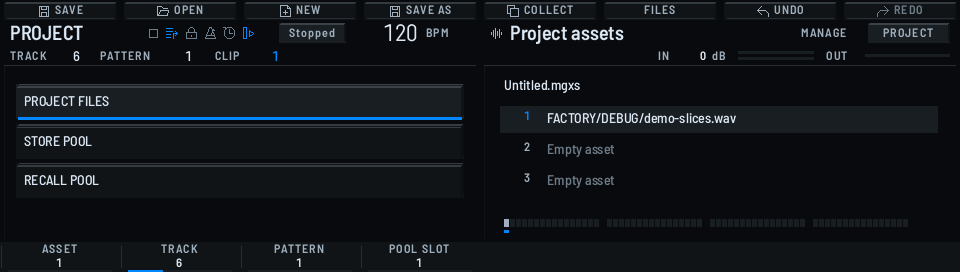 SAVE OPEN NEW SAVE AS COLLECT FILES UNDO REDO
PROJECT Stopped 120 BPM Project assets MANAGE PROJECT
TRACK 6 PATTERN 1 CLIP 1 IN 0 dB OUT
Untitled.mgxs
PROJECT FILES
1 FACTORY/DEBUG/demo-slices.wav
STORE POOL
2 Empty asset
RECALL POOL
3 Empty asset
ASSET TRACK PATTERN POOL SLOT
1 6 1 1